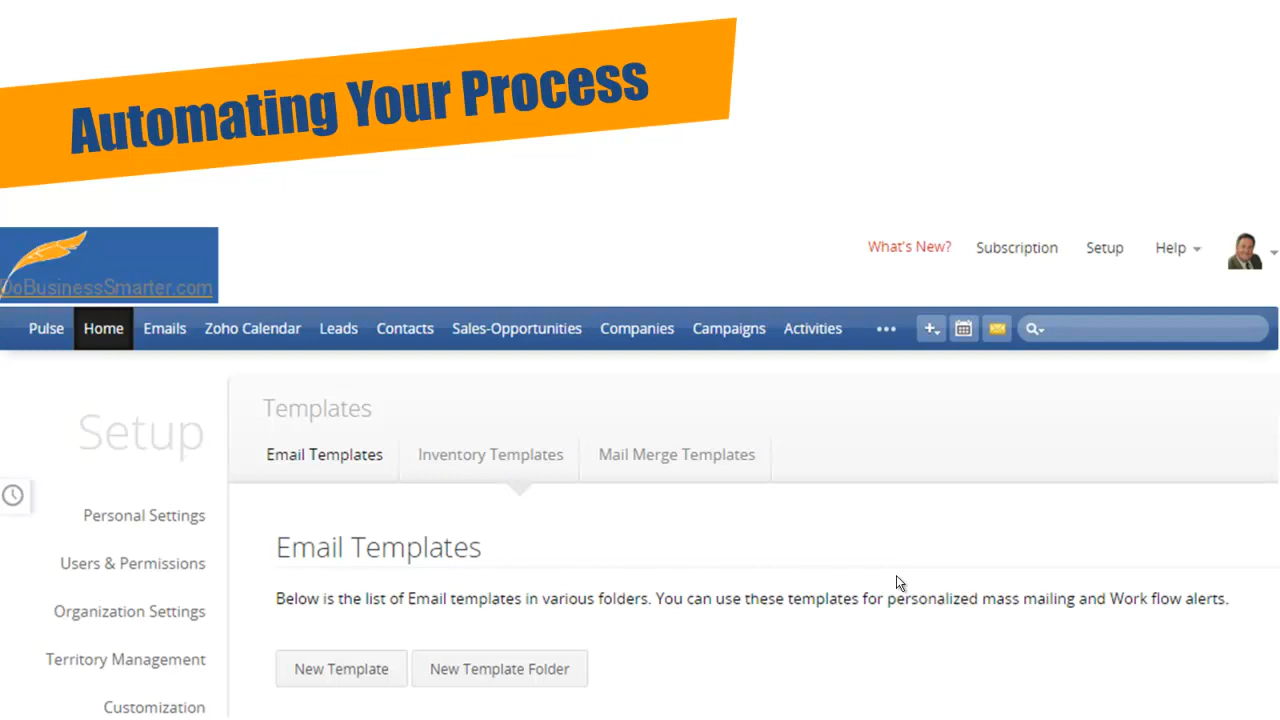 Automating Your Process
DoBusinessSmarter.com
What's New? Subscription Setup Help
Pulse Home Emails Zoho Calendar Leads Contacts Sales-Opportunities Companies Campaigns Activities •••
Setup
Templates
Email Templates Inventory Templates Mail Merge Templates
Personal Settings
Users & Permissions
Organization Settings
Territory Management
Customization
Email Templates
Below is the list of Email templates in various folders. You can use these templates for personalized mass mailing and Work flow alerts.
New Template New Template Folder